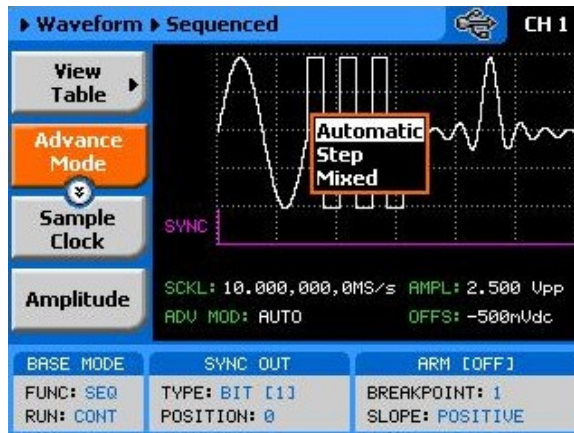 Waveform Sequenced CH 1
View Table
Advance Mode
Sample Clock
Amplitude
Automatic
Step
Mixed
SYNC
SCKL: 10.000,000,0MS/s AMPL: 2.500 Vpp
ADV MOD: AUTO OFFS: -500mVdc
BASE MODE SYNC OUT ARM [OFF]
FUNC: SEQ TYPE: BIT [1] BREAKPOINT: 1
RUN: CONT POSITION: 0 SLOPE: POSITIVE